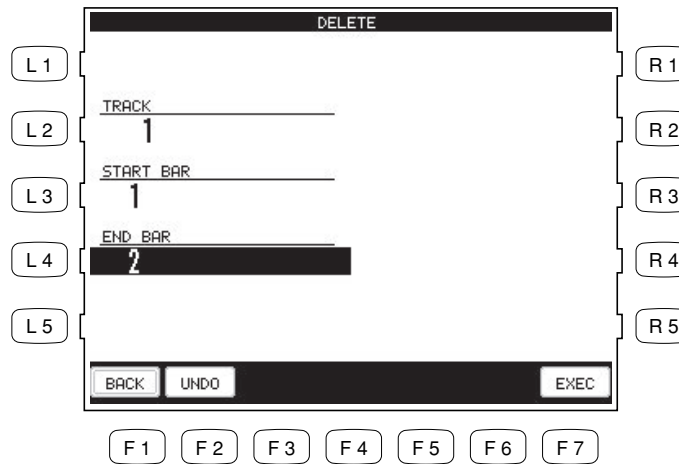 DELETE
L 1
R 1
TRACK
L 2
1
R 2
START BAR
L 3
1
R 3
END BAR
L 4
2
R 4
L 5
R 5
BACK UNDO EXEC
F 1 F 2 F 3 F 4 F 5 F 6 F 7